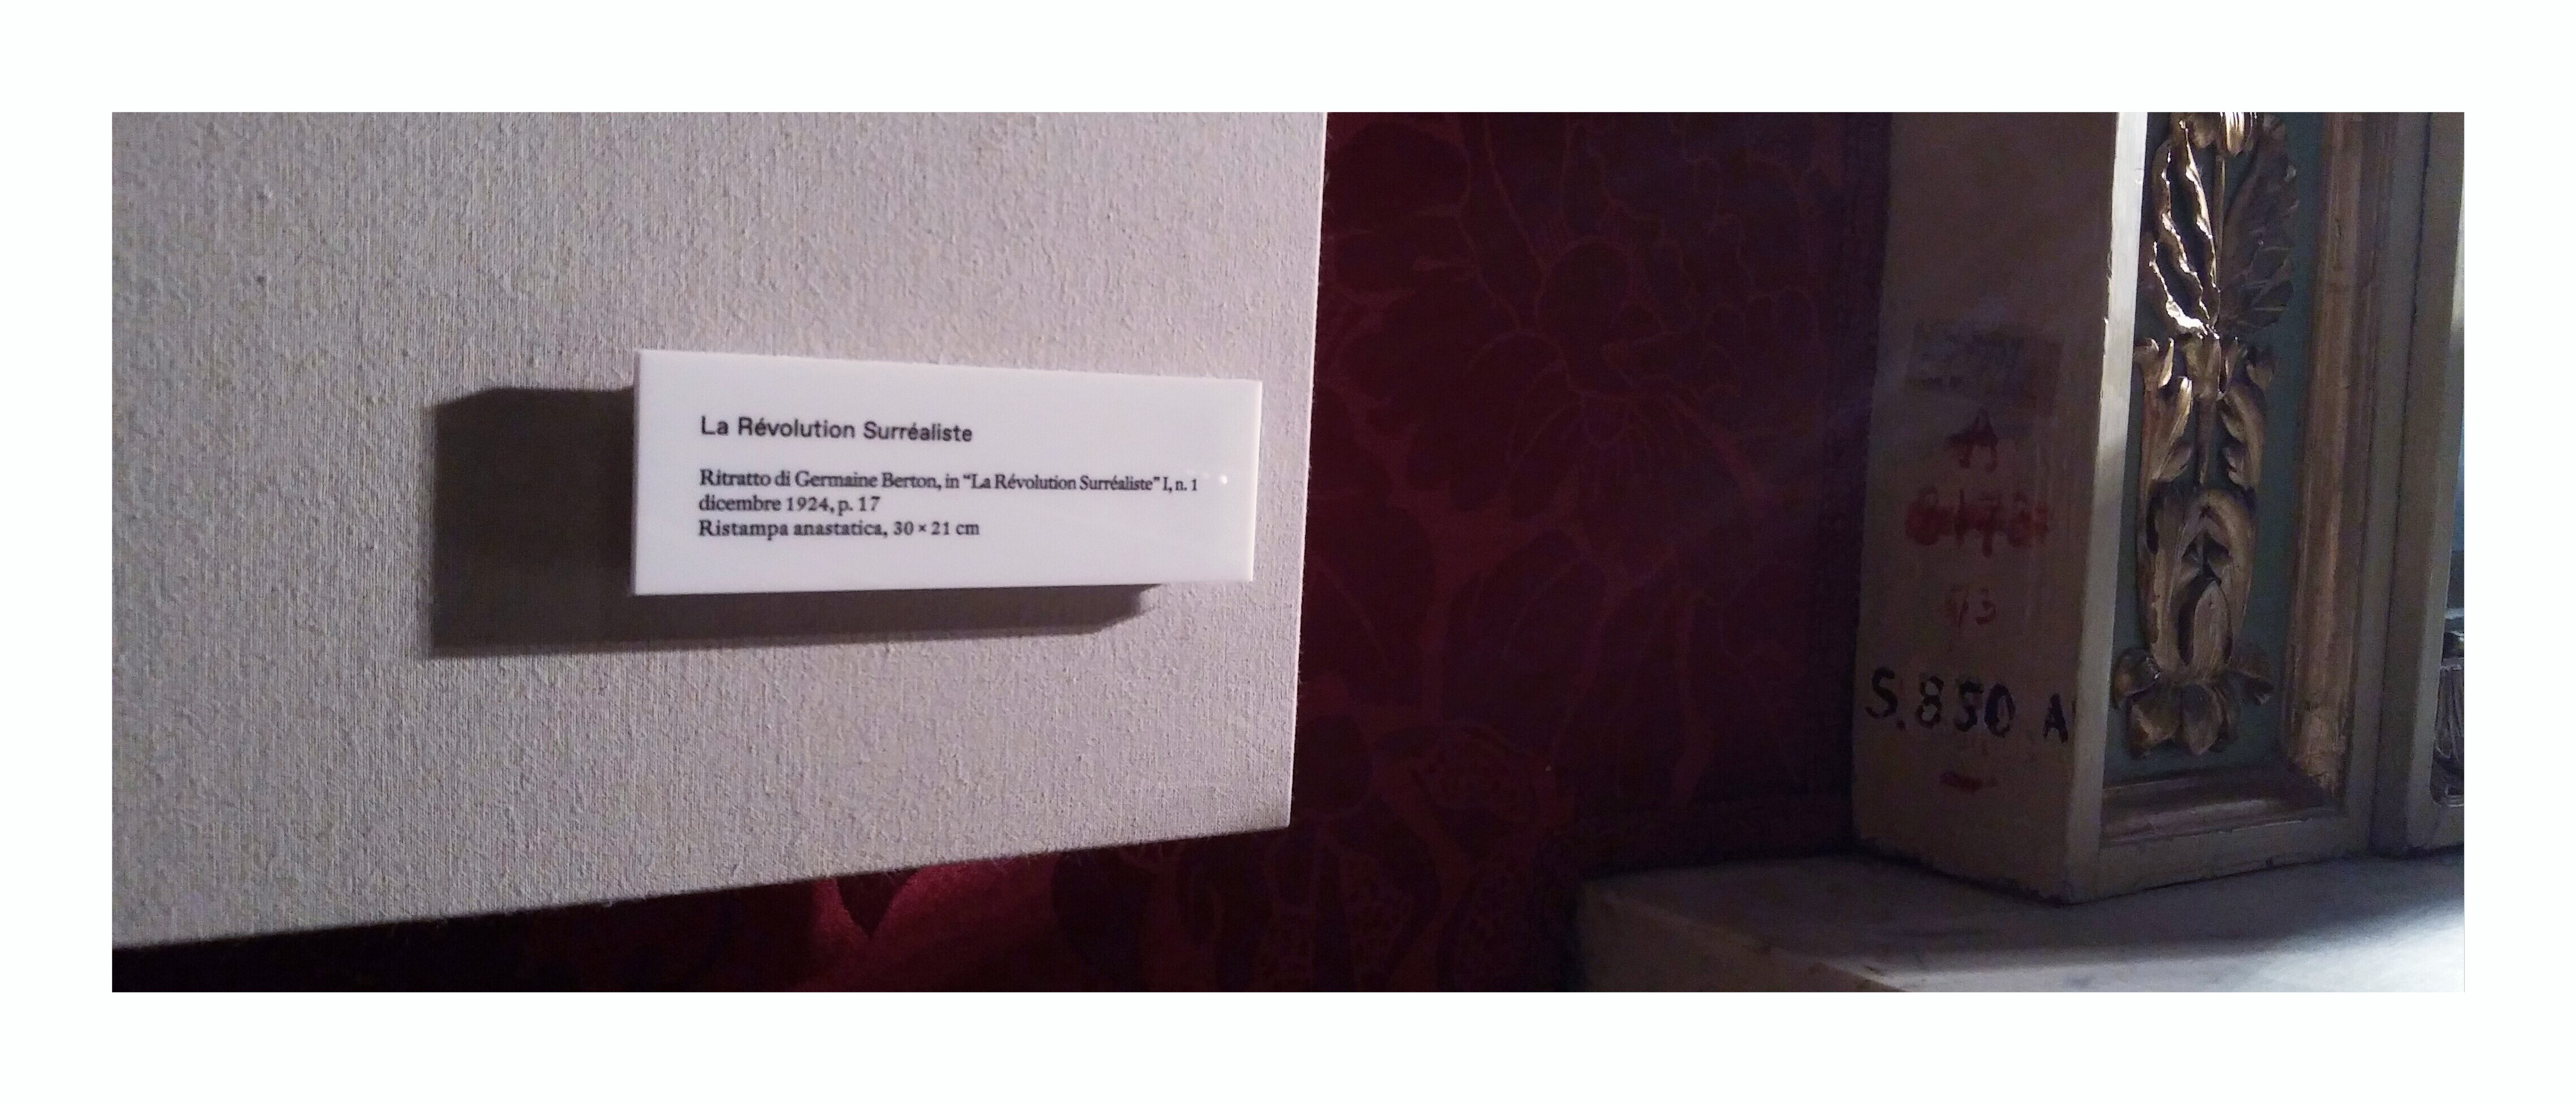 La Révolution Surréaliste
Ritratto di Germaine Berton, in “La Révolution Surréaliste” I, n. 1
dicembre 1924, p. 17
Ristampa anastatica, 30 × 21 cm
A
S.830 A